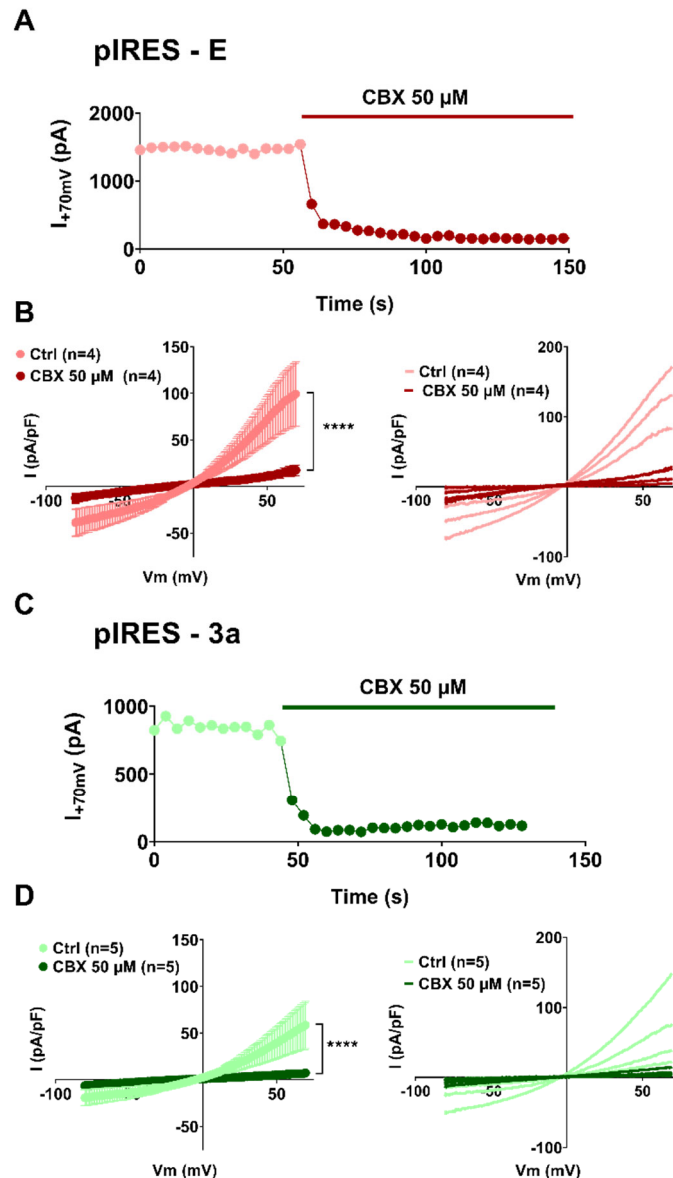 A
pIRES - E
CBX 50 µM
2000
1000
0
I+70mV (pA)
0 50 100 150
Time (s)
B
Ctrl (n=4)
CBX 50 µM (n=4)
150
100
50
-50
-100 -50 50
I (pA/pF)
Vm (mV)
****
Ctrl (n=4)
CBX 50 µM (n=4)
200
100
-100
-100 -50 50
I (pA/pF)
Vm (mV)
C
pIRES - 3a
CBX 50 µM
1000
500
0
I+70mV (pA)
0 50 100 150
Time (s)
D
Ctrl (n=5)
CBX 50 µM (n=5)
150
100
50
-50
-100 -50 50
I (pA/pF)
Vm (mV)
****
Ctrl (n=5)
CBX 50 µM (n=5)
200
100
-100
-100 -50 50
I (pA/pF)
Vm (mV)